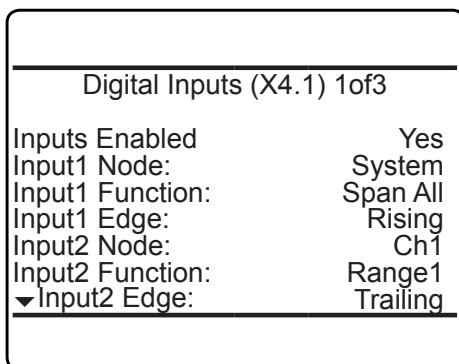 Digital Inputs (X4.1) 1of3
Inputs Enabled Yes
Input1 Node: System
Input1 Function: Span All
Input1 Edge: Rising
Input2 Node: Ch1
Input2 Function: Range1
Input2 Edge: Trailing